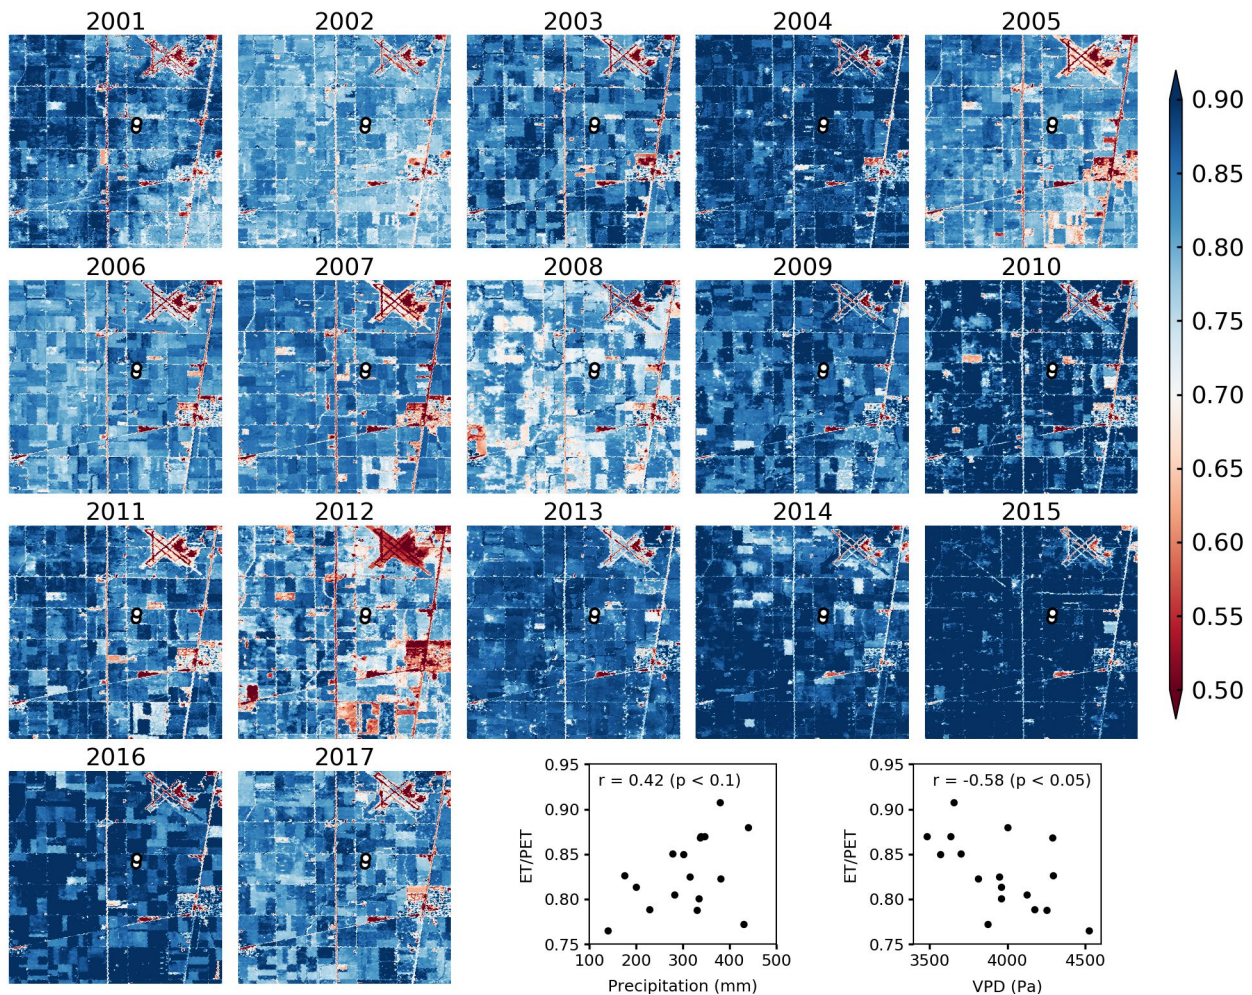 2001 2002 2003 2004 2005
0.90
0.85
0.80
0.75
0.70
0.65
0.60
0.55
0.50
2006 2007 2008 2009 2010
2011 2012 2013 2014 2015
2016 2017
r = 0.42 (p < 0.1)
ET/PET
0.95
0.90
0.85
0.80
0.75
100 200 300 400 500
Precipitation (mm)
r = -0.58 (p < 0.05)
ET/PET
0.95
0.90
0.85
0.80
0.75
3500 4000 4500
VPD (Pa)